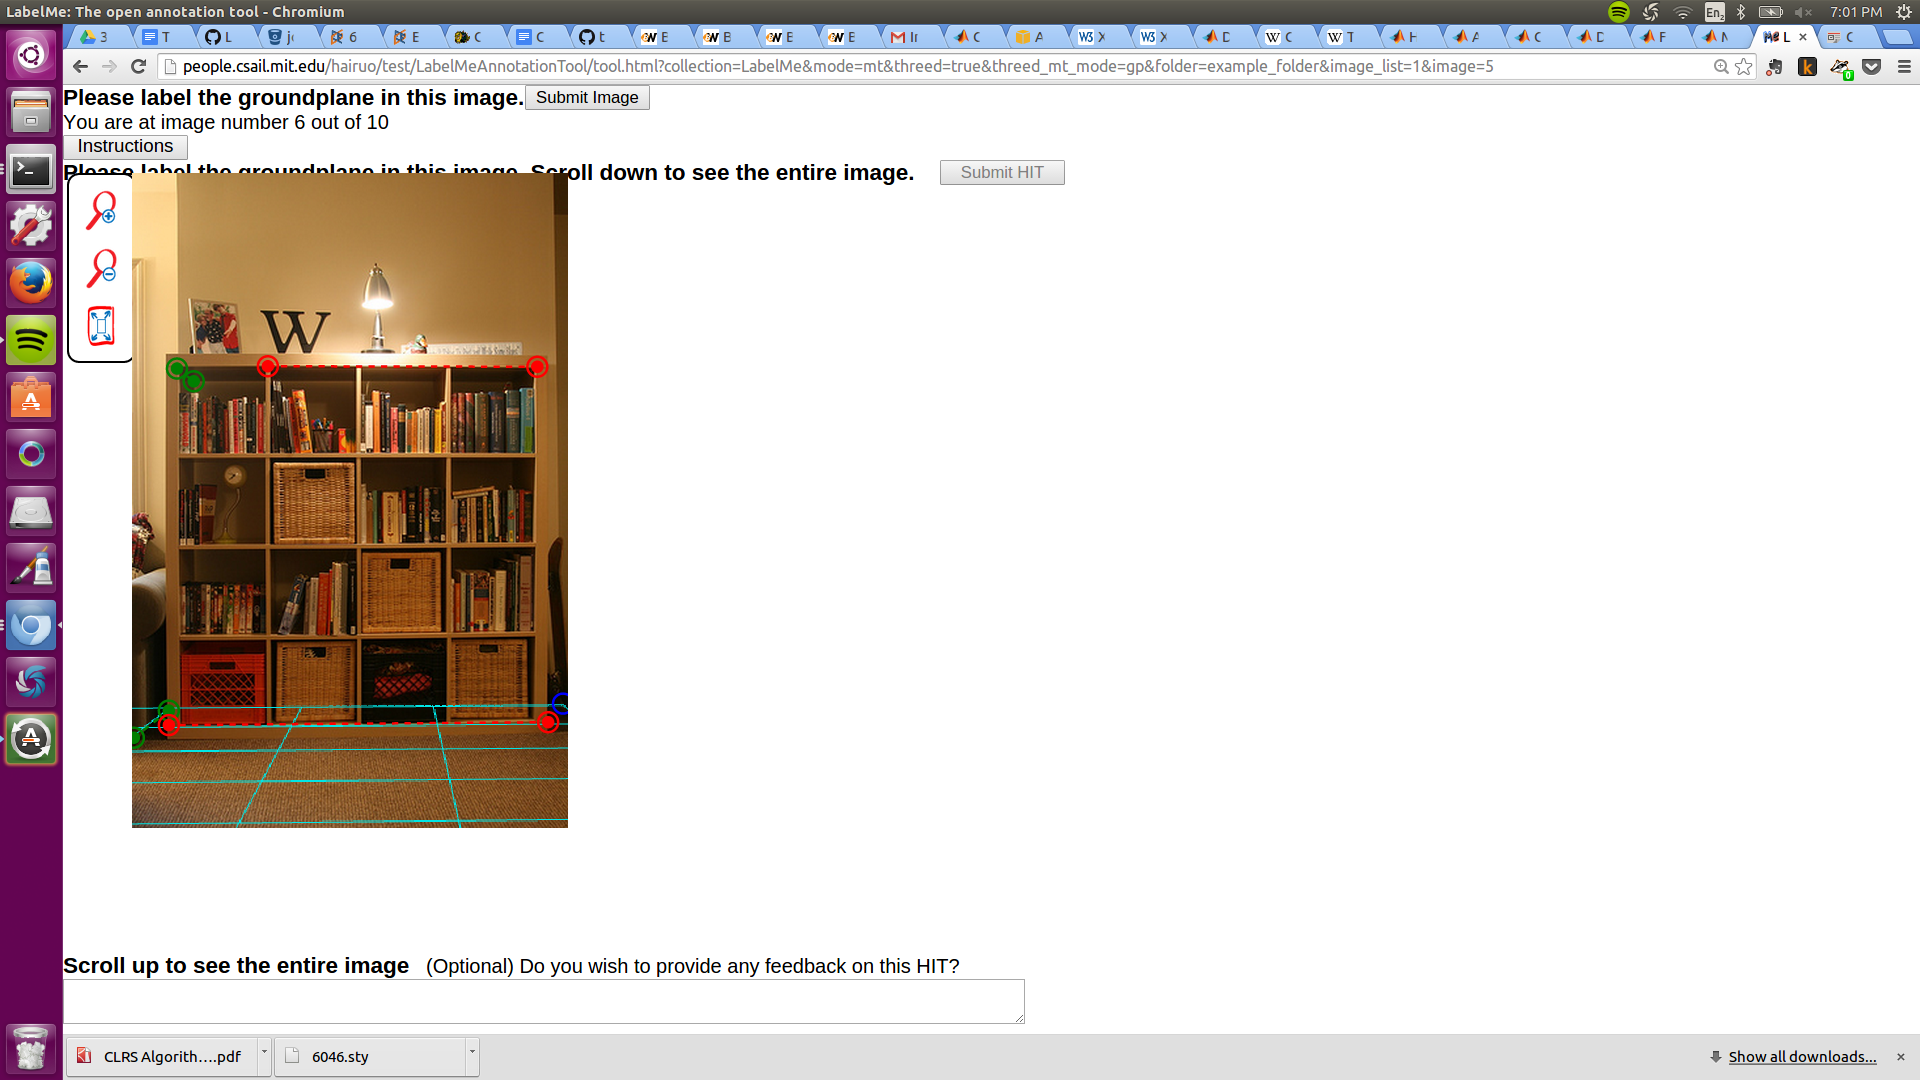 LabelMe: The open annotation tool - Chromium
En2
7:01 PM
3 T L 6 E C C t E B E E C A W3 X W3 X D W C W T H A C D F L × C
people.csail.mit.edu/hairuo/test/LabelMeAnnotationTool/tool.html?collection=LabelMe&mode=mt&threed=true&threed_mt_mode=gp&folder=example_folder&image_list=1&image=5
k
0
Please label the groundplane in this image. Submit Image
You are at image number 6 out of 10
Instructions
Please label the groundplane in this image. Scroll down to see the entire image. Submit HIT
W
Scroll up to see the entire image (Optional) Do you wish to provide any feedback on this HIT?
CLRS Algorith....pdf
6046.sty
Show all downloads...